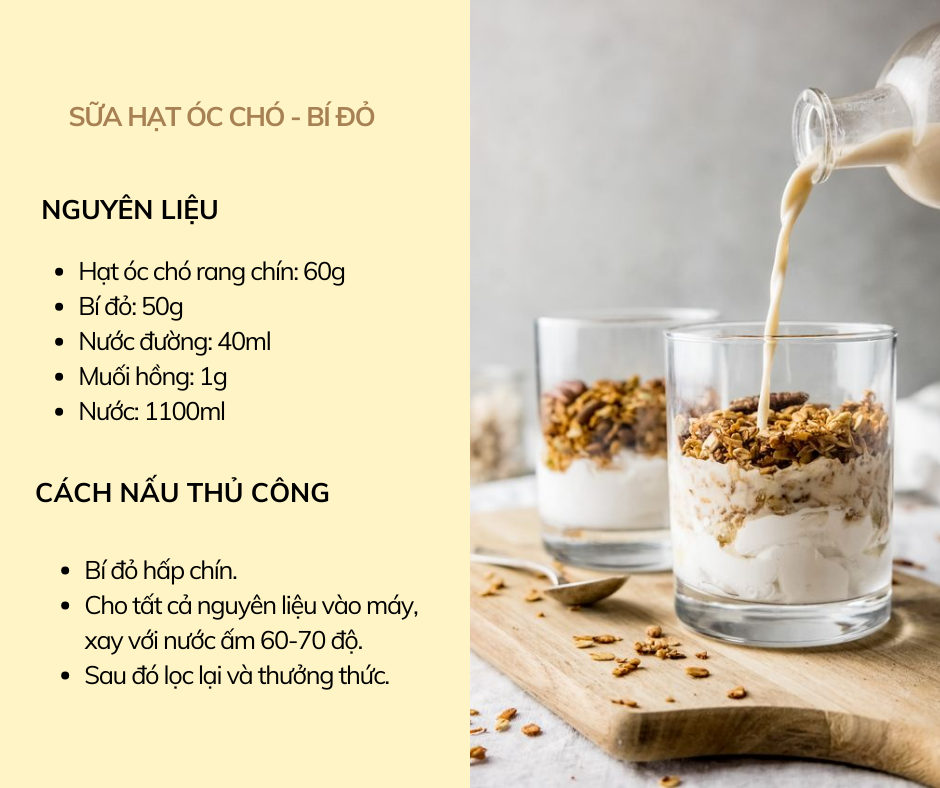 SỮA HẠT ÓC CHÓ - BÍ ĐỎ
NGUYÊN LIỆU
• Hạt óc chó rang chín: 60g
• Bí đỏ: 50g
• Nước đường: 40ml
• Muối hồng: 1g
• Nước: 1100ml
CÁCH NẤU THỦ CÔNG
• Bí đỏ hấp chín.
• Cho tất cả nguyên liệu vào máy,
xay với nước ấm 60-70 độ.
• Sau đó lọc lại và thưởng thức.